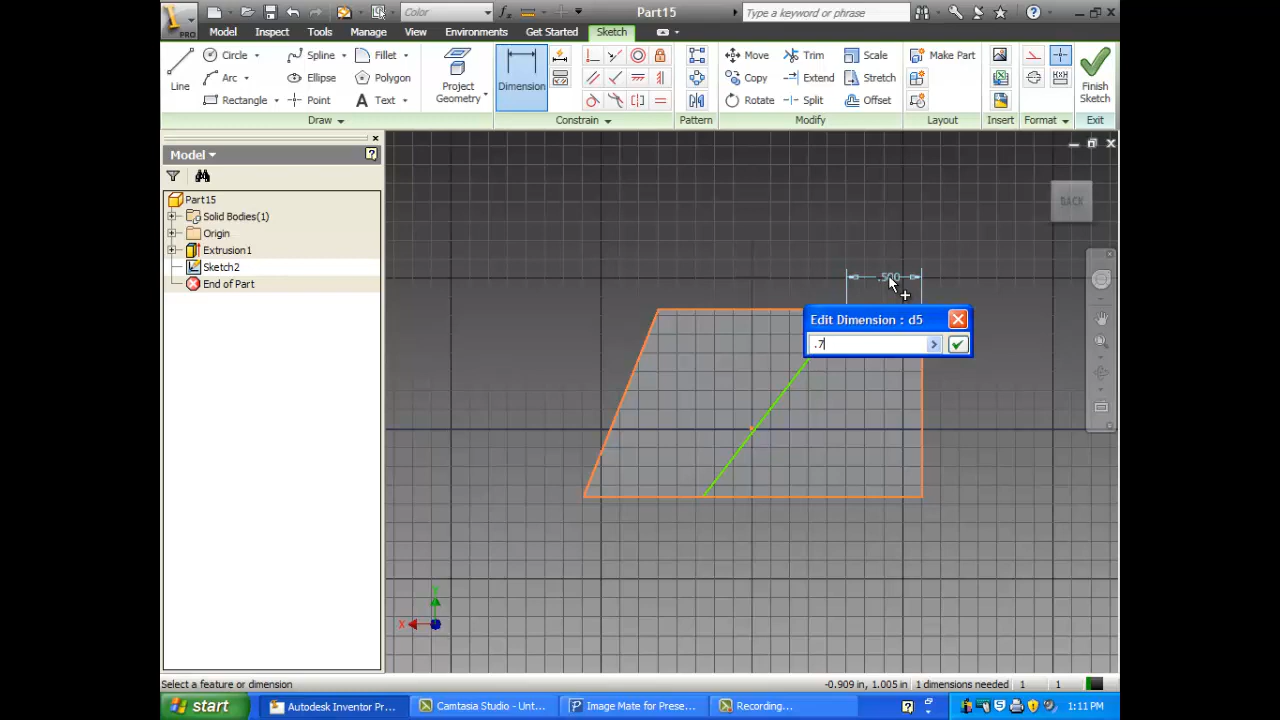 Color
Part15
Type a keyword or phrase
PRO
Model Inspect Tools Manage View Environments Get Started Sketch
Line
Circle
Arc
Rectangle
Spline
Ellipse
Point
Fillet
Polygon
Text
Project
Geometry
Dimension
Move
Copy
Rotate
Trim
Extend
Split
Scale
Stretch
Offset
Make Part
Finish
Sketch
Draw Constrain Pattern Modify Layout Insert Format Exit
Model
Part15
Solid Bodies(1)
Origin
Extrusion1
Sketch2
End of Part
BACK
.500
Edit Dimension : d5
.7
Y
X
Select a feature or dimension
-0.909 in, 1.005 in
1 dimensions needed
1
1
start
Autodesk Inventor Pr...
Camtasia Studio - Unt...
Image Mate for Prese...
Recording...
1:11 PM